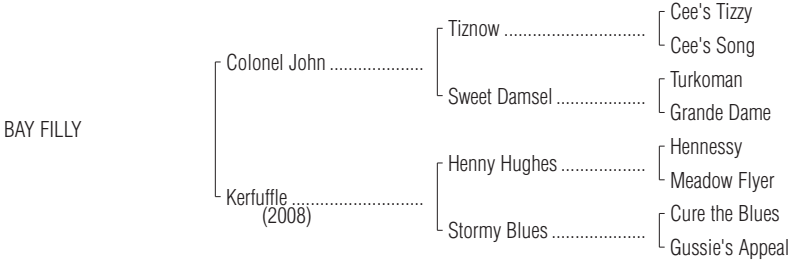 Cee's Tizzy
Tiznow ..............................
Cee's Song
Colonel John ....................
Turkoman
Sweet Damsel ...................
Grande Dame
BAY FILLY
Hennessy
Henny Hughes ..................
Meadow Flyer
Kerfuffle ............................
(2008)
Cure the Blues
Stormy Blues ....................
Gussie's Appeal